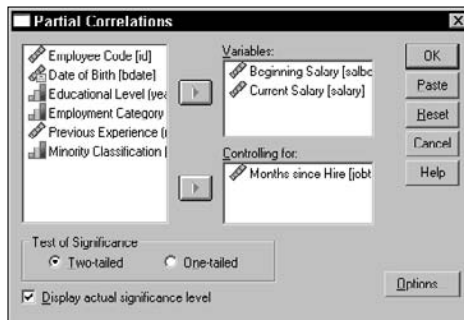 Partial Correlations
Employee Code [id]
Date of Birth [bdate]
Educational Level (yea
Employment Category
Previous Experience (
Minority Classification [
Variables:
Beginning Salary [salbe
Current Salary [salary]
Controlling for:
Months since Hire [jobt
OK
Paste
Reset
Cancel
Help
Test of Significance
Two-tailed
One-tailed
Display actual significance level
Options...